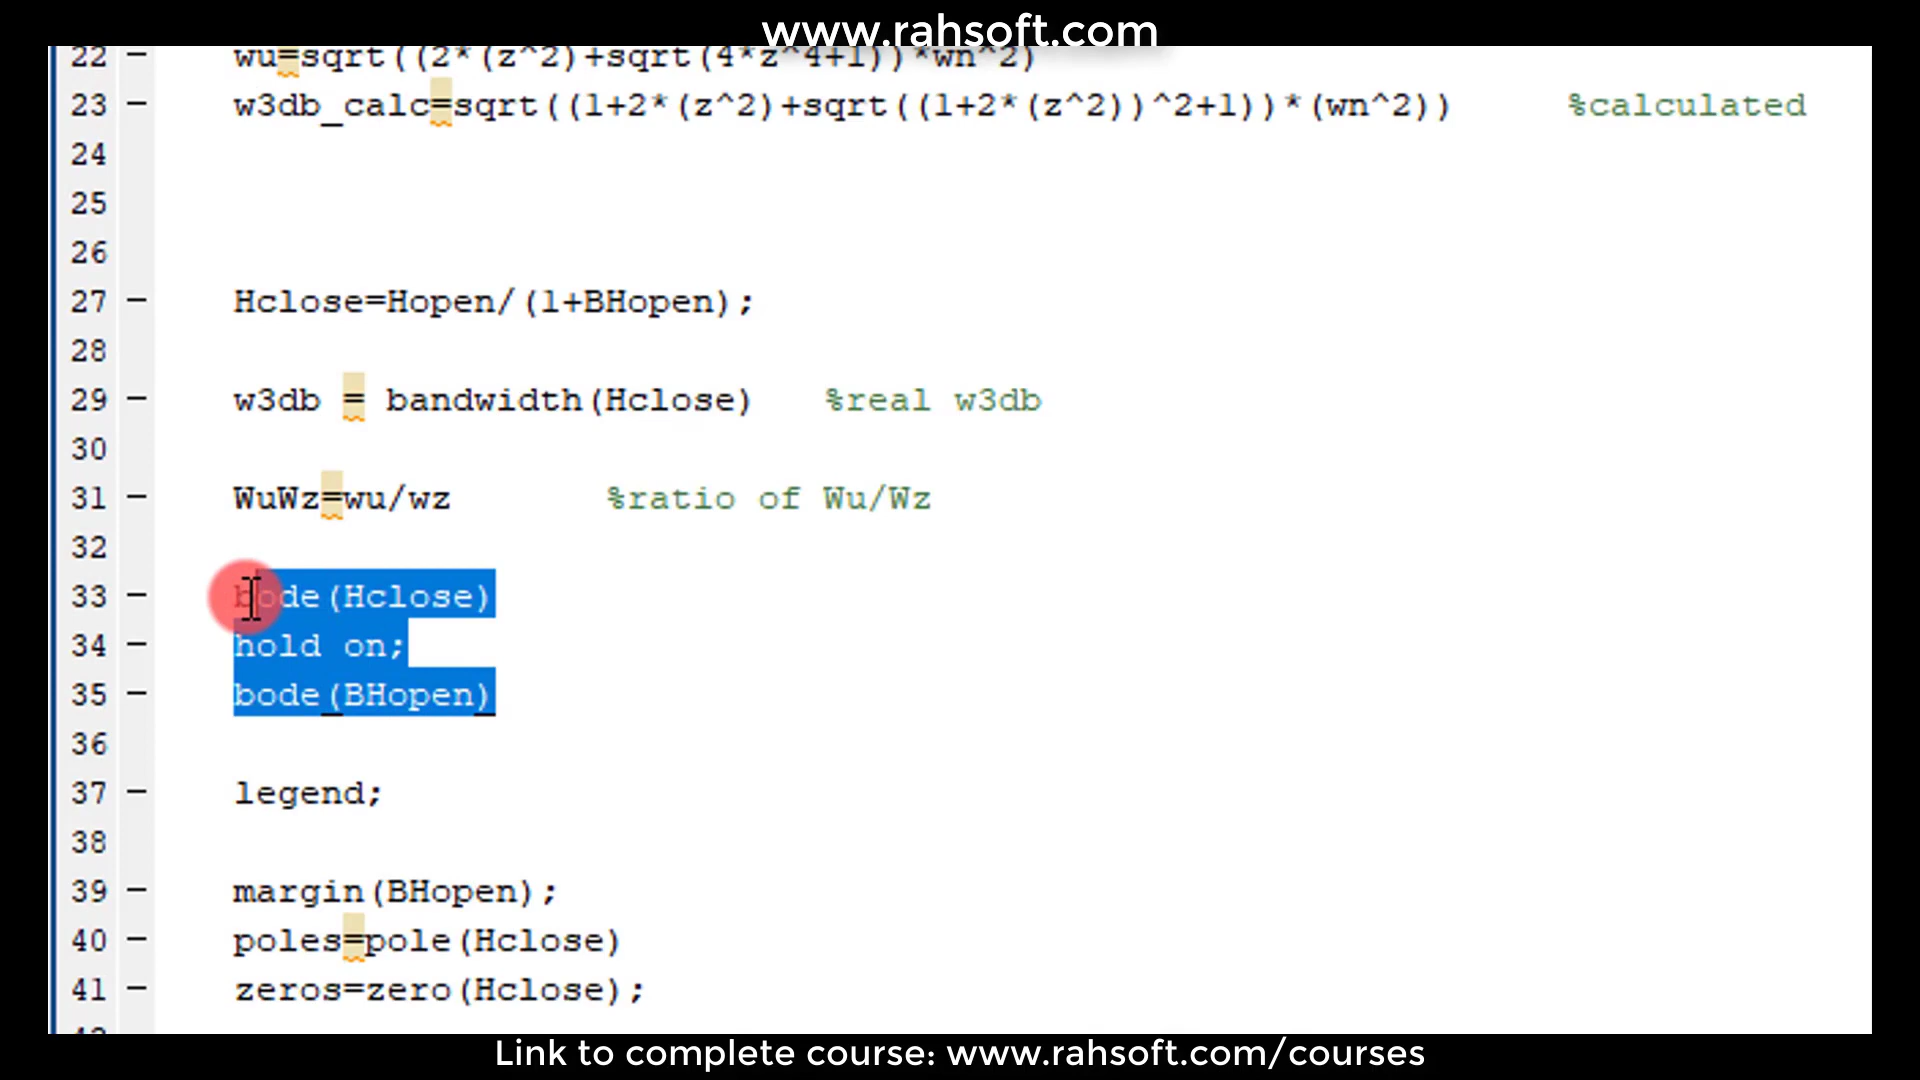 www.rahsoft.com
22 — wu=sqrt((2*(z^2)+sqrt(4*z^4+1))*wn^2)
23 — w3db_calc=sqrt((1+2*(z^2)+sqrt((1+2*(z^2))^2+1))*(wn^2)) %calculated
24
25
26
27 — Hclose=Hopen/(1+BHopen);
28
29 — w3db = bandwidth(Hclose) %real w3db
30
31 — WuWz=wu/wz %ratio of Wu/Wz
32
33 — bode(Hclose)
34 — hold on;
35 — bode(BHopen)
36
37 — legend;
38
39 — margin(BHopen);
40 — poles=pole(Hclose)
41 — zeros=zero(Hclose);
Link to complete course: www.rahsoft.com/courses